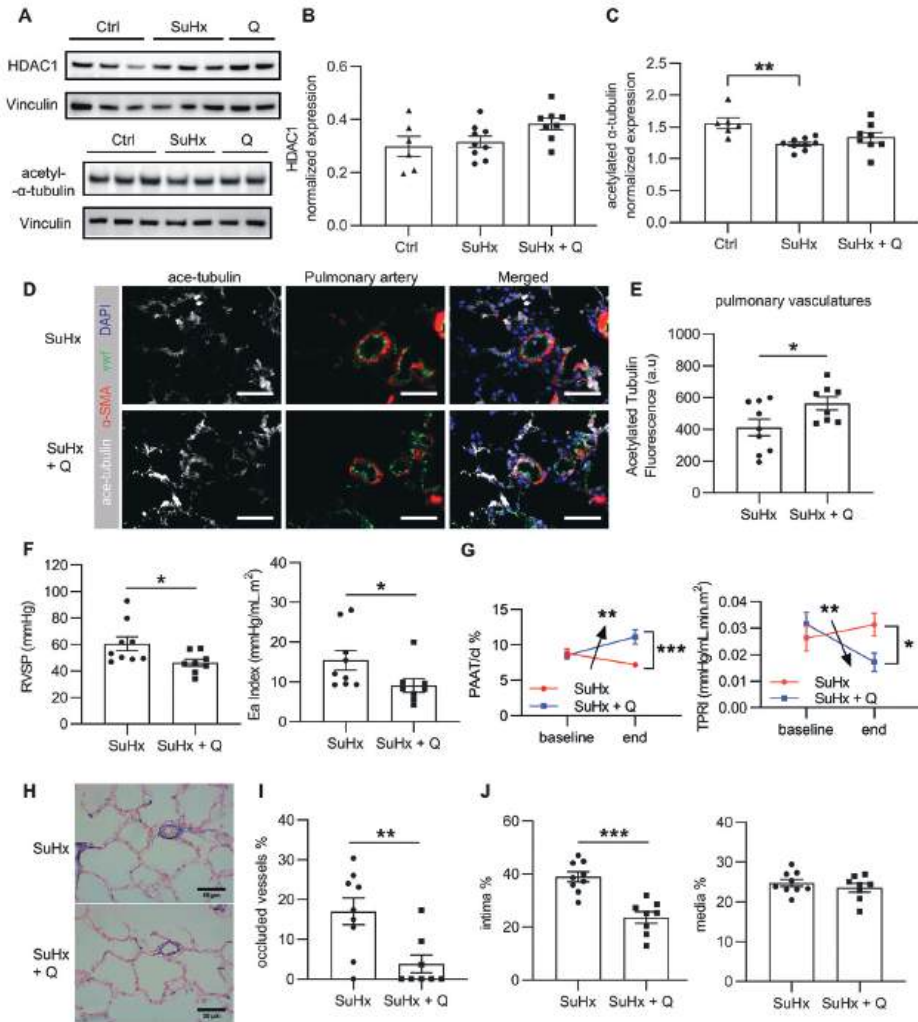 A
Ctrl SuHx Q
HDAC1
Vinculin
Ctrl SuHx Q
acetyl-
-α-tubulin
Vinculin
B
HDAC1
normalized expression
0.6
0.4
0.2
0.0
Ctrl SuHx SuHx + Q
C
acetylated α-tubulin
normalized expression
2.5
2.0
1.5
1.0
0.5
0.0
**
Ctrl SuHx SuHx + Q
D
ace-tubulin Pulmonary artery Merged
SuHx
SuHx
+ Q
ace-tubulin α-SMA vwf DAPI
E
pulmonary vasculatures
Acetylated Tubulin
Fluorescence (a.u)
1000
800
600
400
200
0
*
SuHx SuHx + Q
F
RVSP (mmHg)
100
80
60
40
20
0
*
SuHx SuHx + Q
Ea Index (mmHg/mL.m²)
40
30
20
10
0
*
SuHx SuHx + Q
G
PAAT/cl %
15
10
5
0
**
***
SuHx
SuHx + Q
baseline end
TPRI (mmHg/mL.min.m²)
0.04
0.03
0.02
0.01
0.00
**
*
SuHx
SuHx + Q
baseline end
H
SuHx
SuHx
+ Q
I
occluded vessels %
40
30
20
10
0
**
SuHx SuHx + Q
J
intima %
60
40
20
0
***
SuHx SuHx + Q
media %
40
30
20
10
0
SuHx SuHx + Q